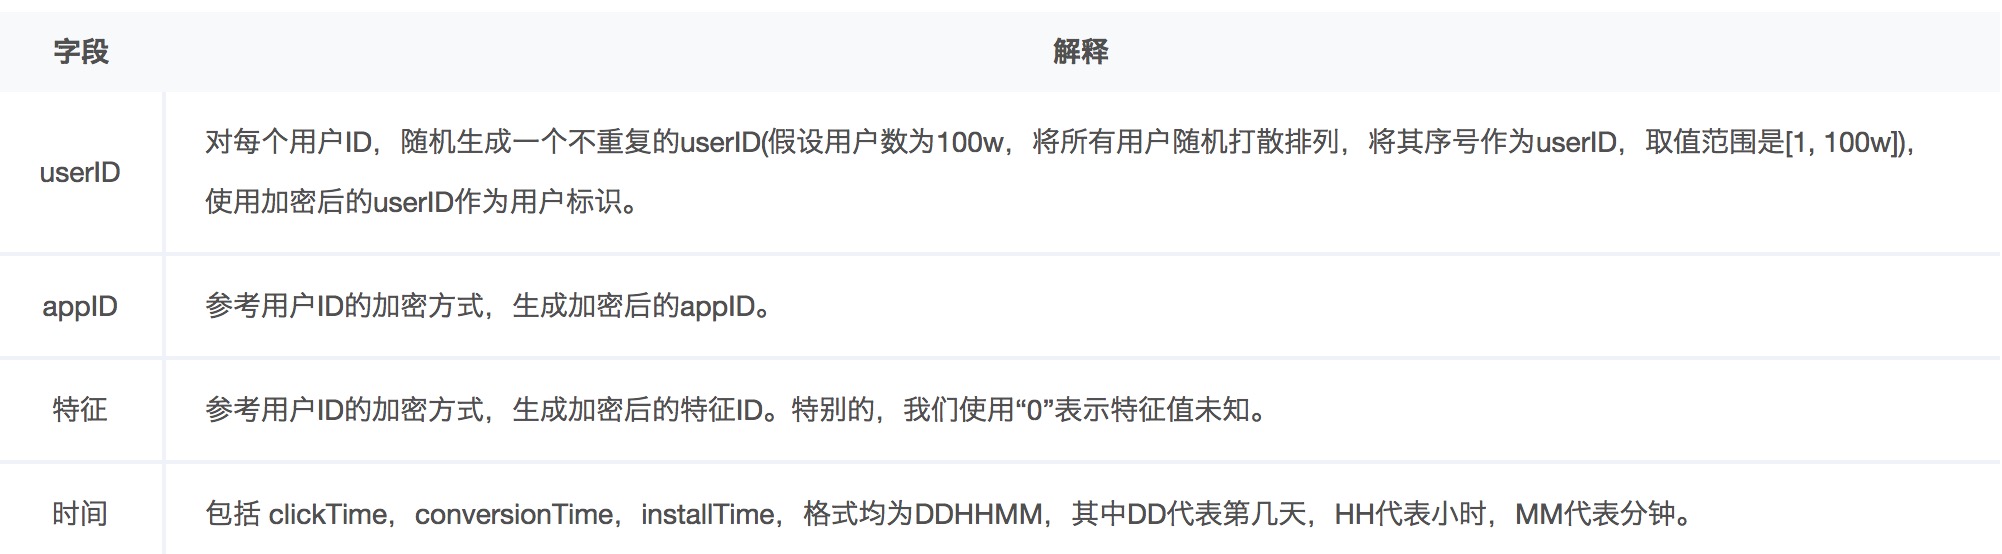 字段
解释
userID
对每个用户ID，随机生成一个不重复的userID(假设用户数为100w，将所有用户随机打散排列，将其序号作为userID，取值范围是[1, 100w])，
使用加密后的userID作为用户标识。
appID
参考用户ID的加密方式，生成加密后的appID。
特征
参考用户ID的加密方式，生成加密后的特征ID。特别的，我们使用“0”表示特征值未知。
时间
包括 clickTime，conversionTime，installTime，格式均为DDHHMM，其中DD代表第几天，HH代表小时，MM代表分钟。